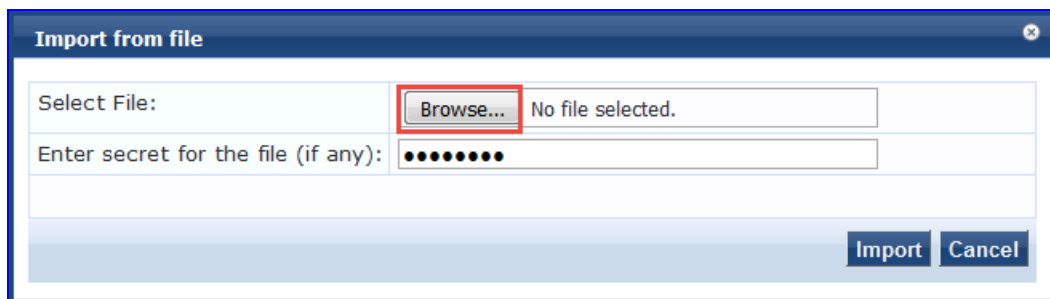 Import from file
Select File: Browse... No file selected.
Enter secret for the file (if any): ●●●●●●●●
Import Cancel